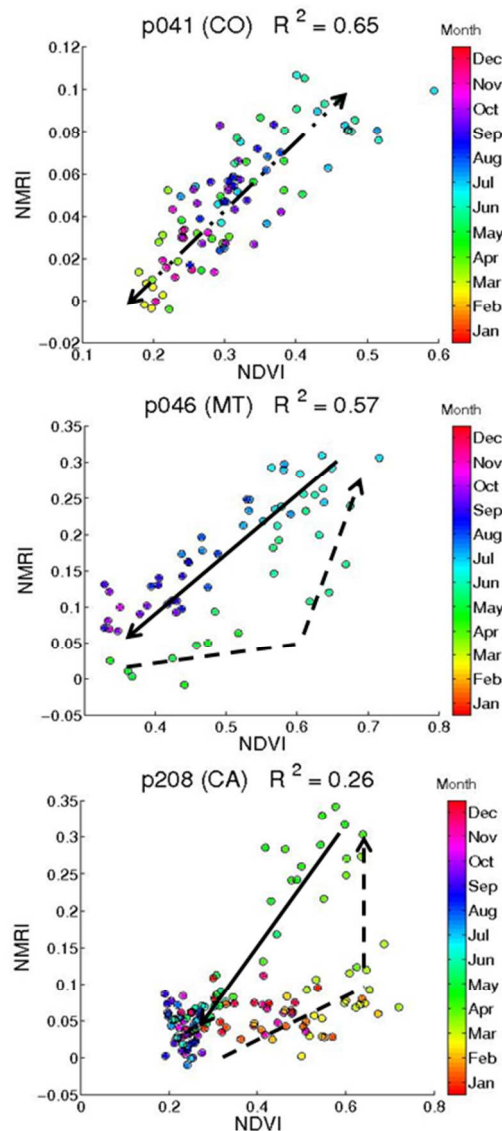 p041 (CO) R² = 0.65
Month
0.12
0.1
0.08
0.06
0.04
0.02
0
-0.02
NMRI
0.1 0.2 0.3 0.4 0.5 0.6
NDVI
Dec
Nov
Oct
Sep
Aug
Jul
Jun
May
Apr
Mar
Feb
Jan
p046 (MT) R² = 0.57
Month
0.35
0.3
0.25
0.2
0.15
0.1
0.05
0
-0.05
NMRI
0.4 0.5 0.6 0.7 0.8
NDVI
Dec
Nov
Oct
Sep
Aug
Jul
Jun
May
Apr
Mar
Feb
Jan
p208 (CA) R² = 0.26
Month
0.35
0.3
0.25
0.2
0.15
0.1
0.05
0
-0.05
NMRI
0 0.2 0.4 0.6 0.8
NDVI
Dec
Nov
Oct
Sep
Aug
Jul
Jun
May
Apr
Mar
Feb
Jan